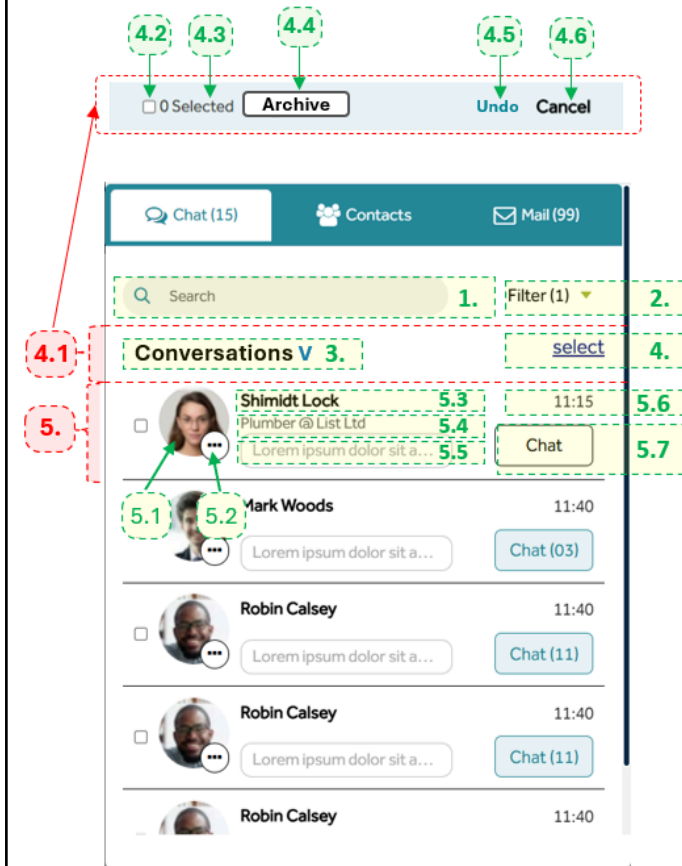 4.2 4.3 4.4 4.5 4.6
0 Selected Archive Undo Cancel
Chat (15) Contacts Mail (99)
Search 1. Filter (1) 2.
4.1 Conversations V 3. select 4.
5. Shimidt Lock 5.3 11:15 5.6
Plumber @ List Ltd 5.4
Lorem ipsum dolor sit a... 5.5 Chat 5.7
5.1 5.2 Mark Woods 11:40
Lorem ipsum dolor sit a... Chat (03)
Robin Calsey 11:40
Lorem ipsum dolor sit a... Chat (11)
Robin Calsey 11:40
Lorem ipsum dolor sit a... Chat (11)
Robin Calsey 11:40